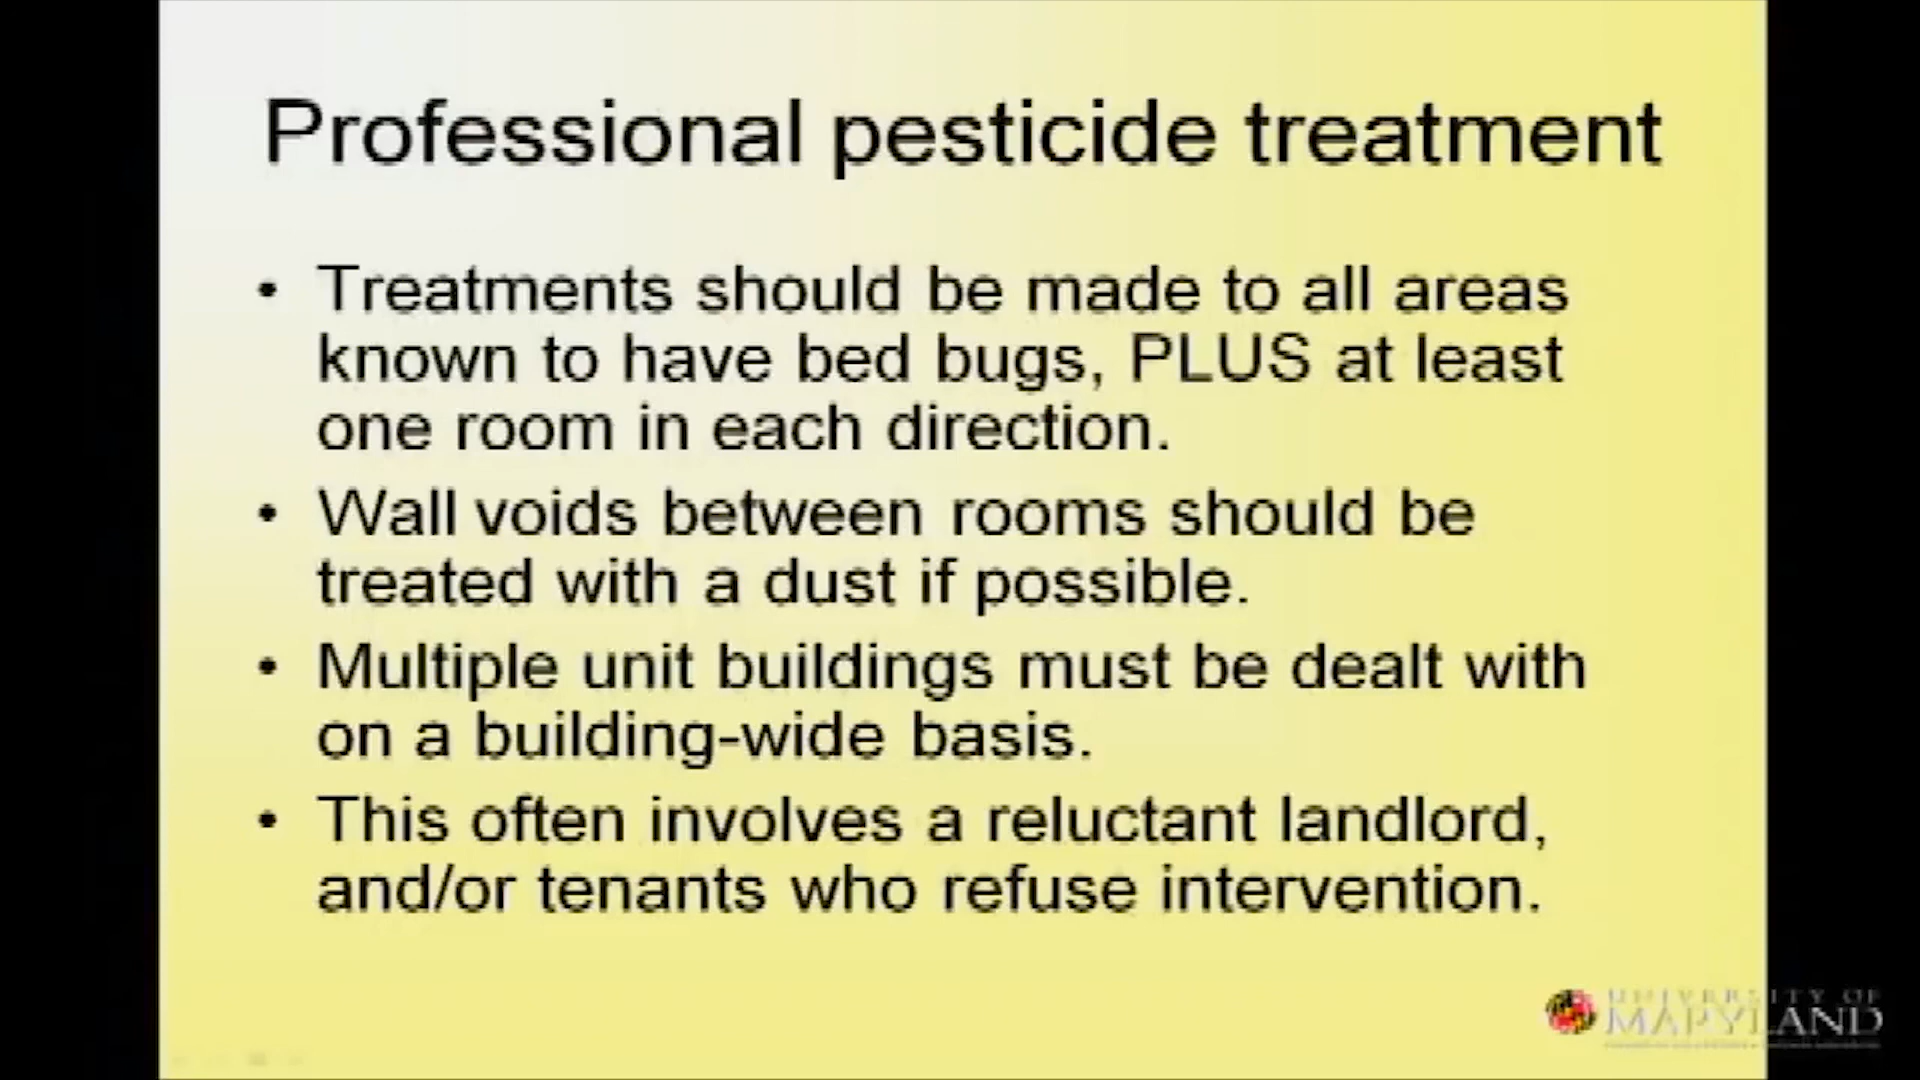 Professional pesticide treatment
• Treatments should be made to all areas
known to have bed bugs, PLUS at least
one room in each direction.
• Wall voids between rooms should be
treated with a dust if possible.
• Multiple unit buildings must be dealt with
on a building-wide basis.
• This often involves a reluctant landlord,
and/or tenants who refuse intervention.
UNIVERSITY OF
MARYLAND